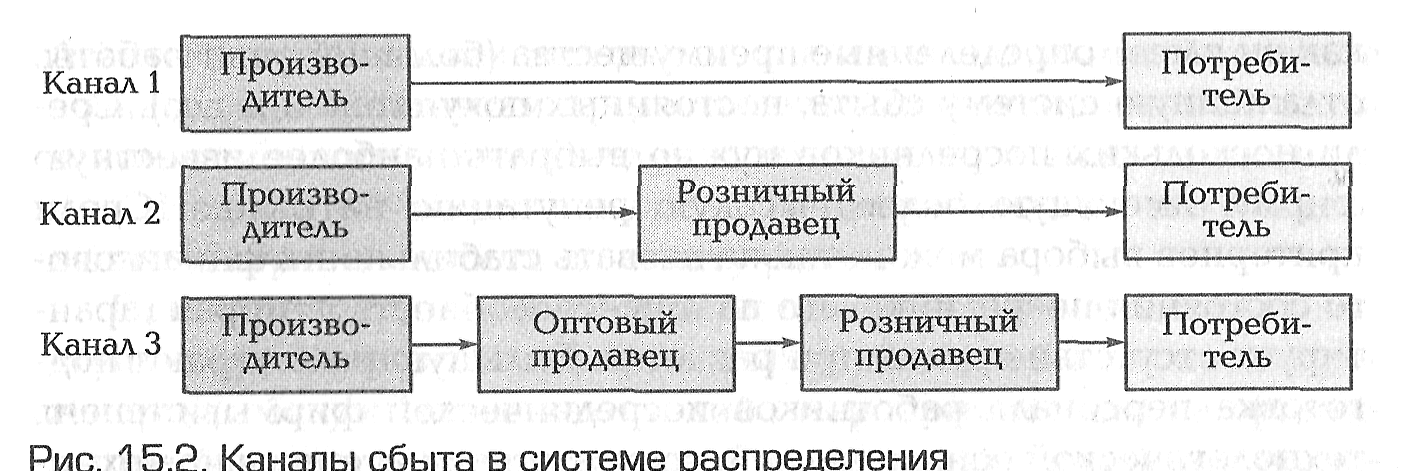 Канал 1
Произво-
дитель
Потреби-
тель
Канал 2
Произво-
дитель
Розничный
продавец
Потреби-
тель
Канал 3
Произво-
дитель
Оптовый
продавец
Розничный
продавец
Потреби-
тель
Рис. 15.2. Каналы сбыта в системе распределения